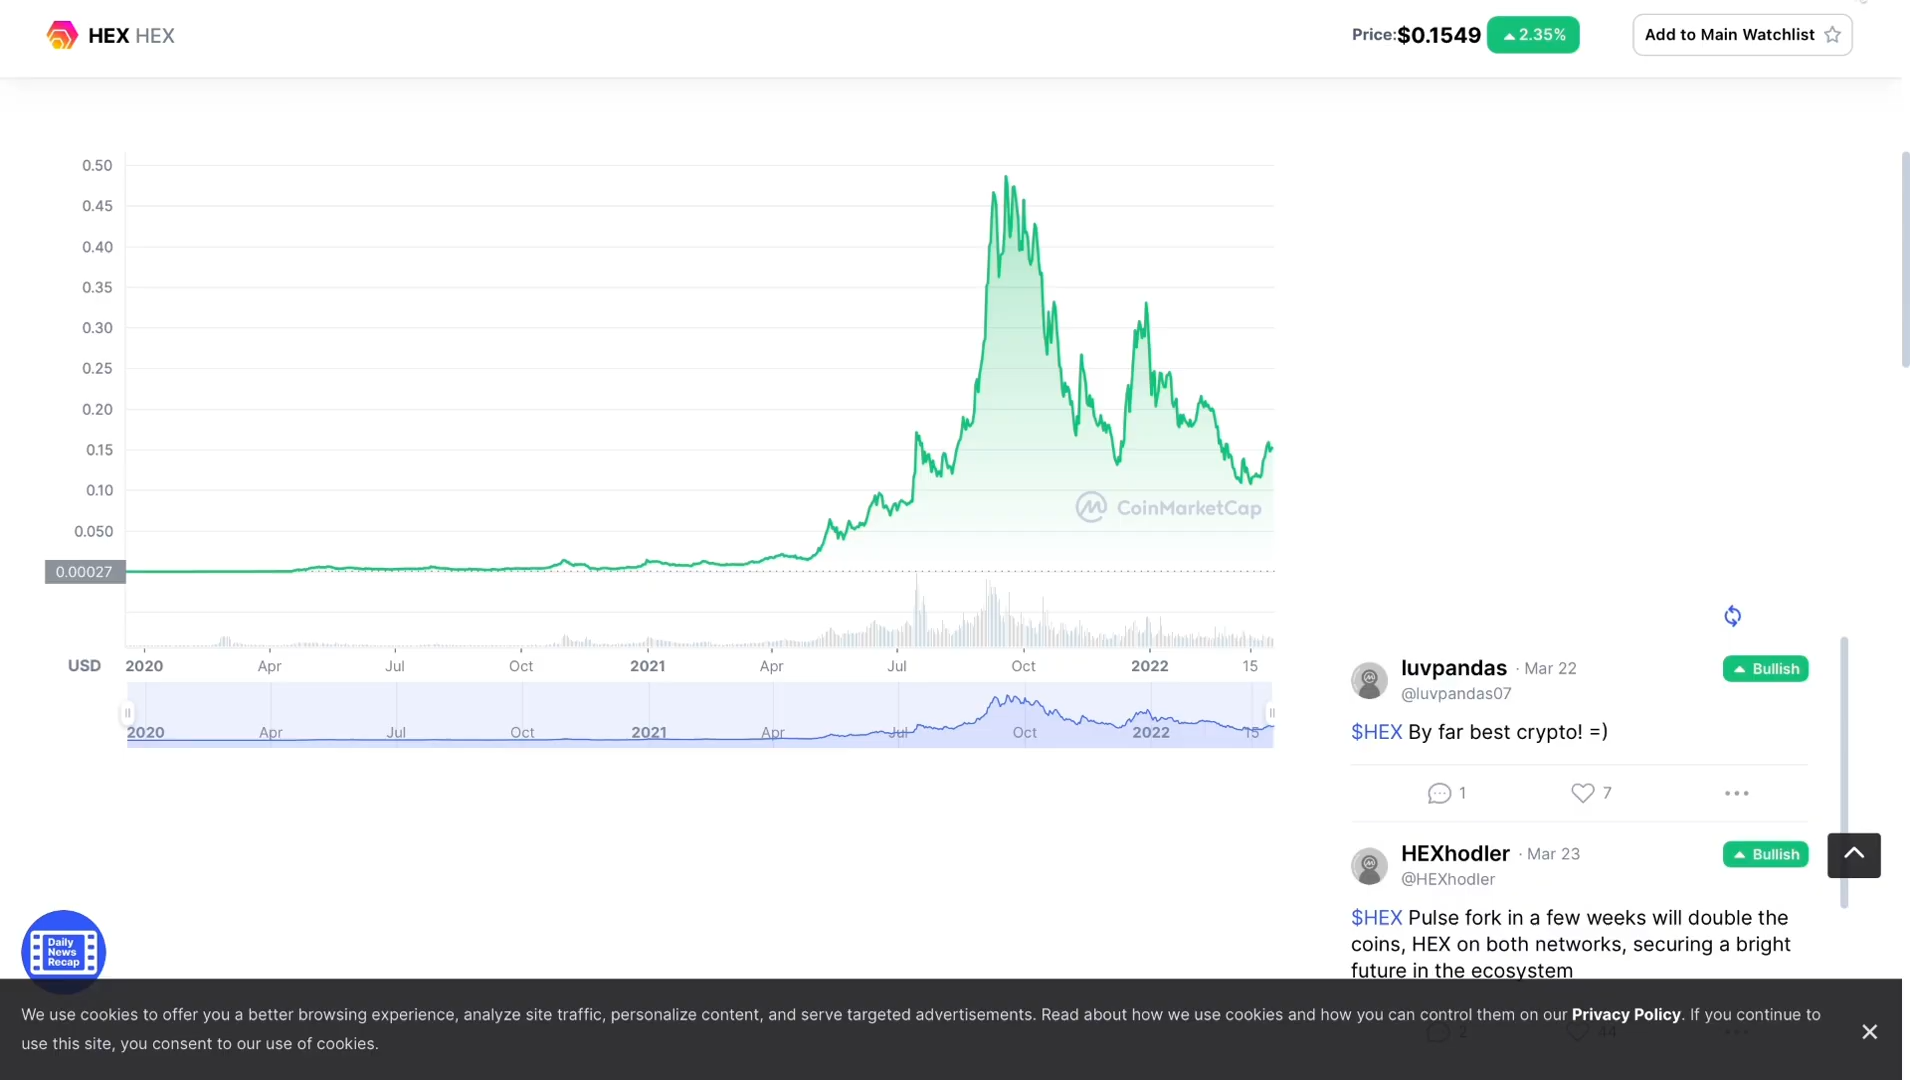 HEX HEX
Price:$0.1549
2.35%
Add to Main Watchlist
0.50
0.45
0.40
0.35
0.30
0.25
0.20
0.15
0.10
0.050
0.00027
CoinMarketCap
USD
2020 Apr Jul Oct 2021 Apr Jul Oct 2022 15
2020 Apr Jul Oct 2021 Apr Jul Oct 2022 15
luvpandas · Mar 22
Bullish
@luvpandas07
$HEX By far best crypto! =)
1 7
HEXhodler · Mar 23
Bullish
@HEXhodler
$HEX Pulse fork in a few weeks will double the
coins, HEX on both networks, securing a bright
future in the ecosystem
2 44
Daily
News
Recap
We use cookies to offer you a better browsing experience, analyze site traffic, personalize content, and serve targeted advertisements. Read about how we use cookies and how you can control them on our Privacy Policy. If you continue to
use this site, you consent to our use of cookies.